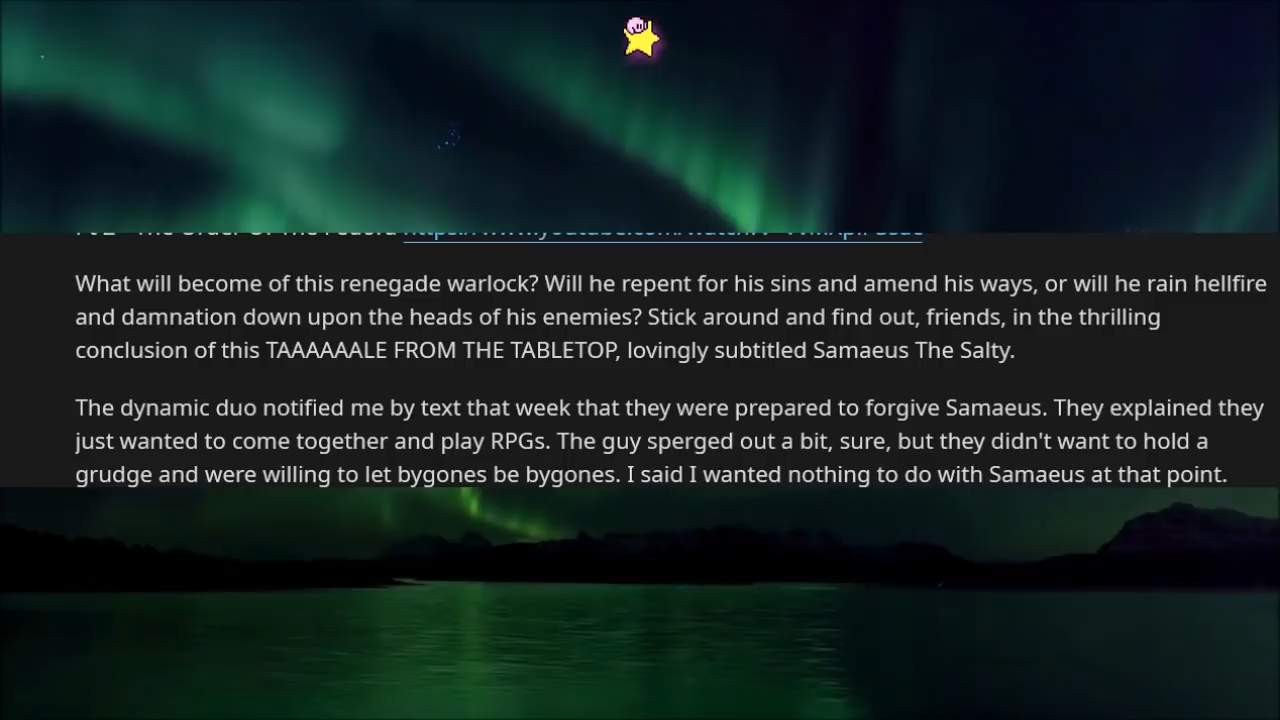 What will become of this renegade warlock? Will he repent for his sins and amend his ways, or will he rain hellfire
and damnation down upon the heads of his enemies? Stick around and find out, friends, in the thrilling
conclusion of this TAAAAAALE FROM THE TABLETOP, lovingly subtitled Samaeus The Salty.
The dynamic duo notified me by text that week that they were prepared to forgive Samaeus. They explained they
just wanted to come together and play RPGs. The guy sperged out a bit, sure, but they didn't want to hold a
grudge and were willing to let bygones be bygones. I said I wanted nothing to do with Samaeus at that point.